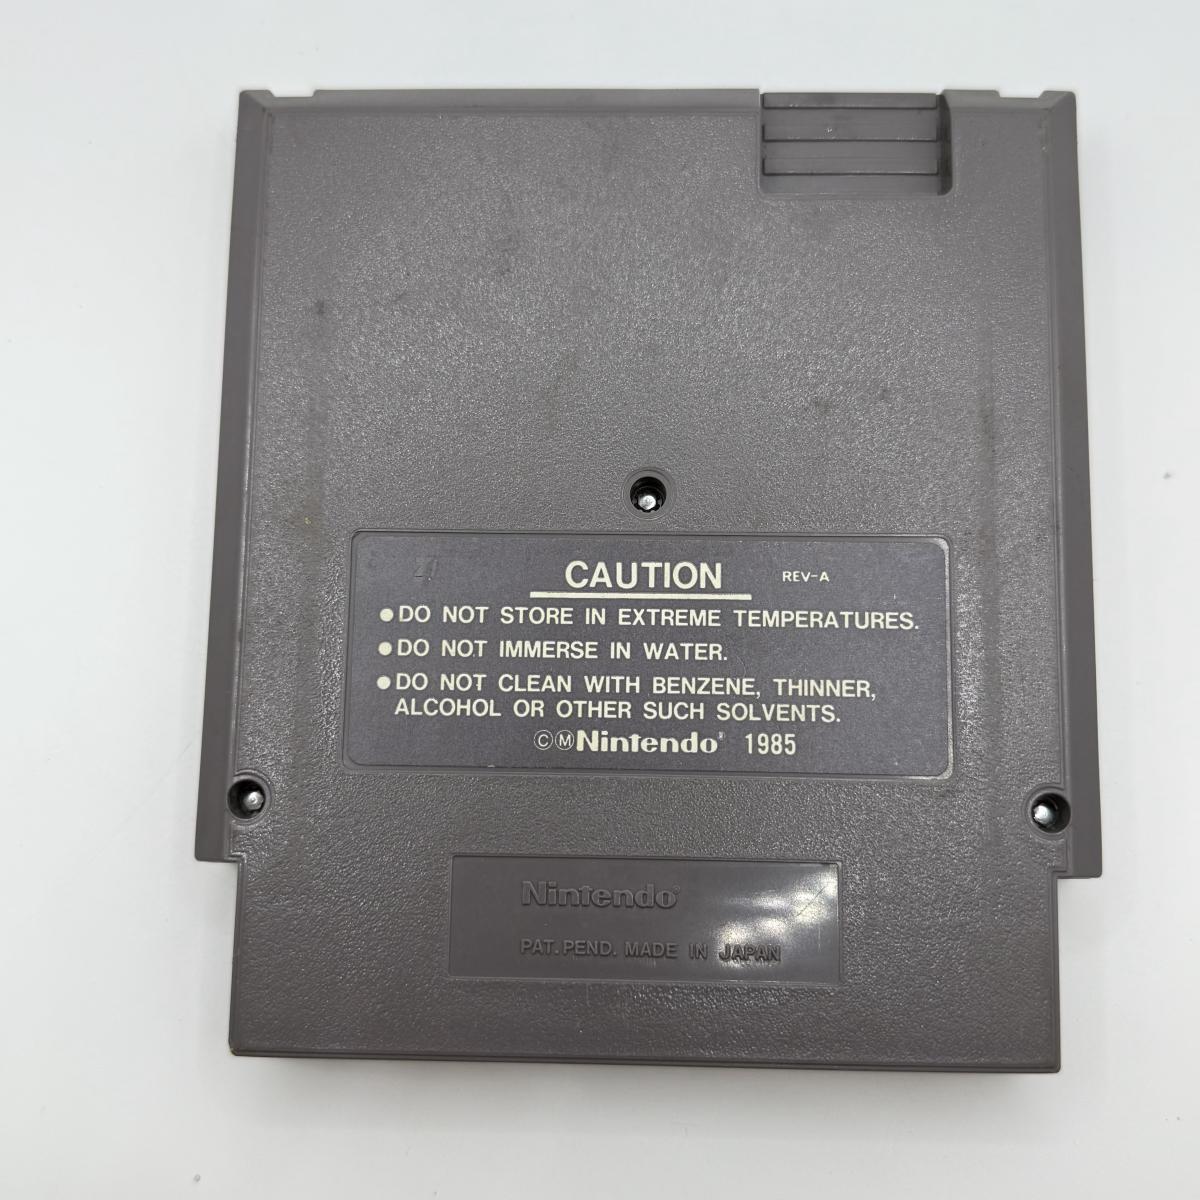 CAUTION REV-A
●DO NOT STORE IN EXTREME TEMPERATURES.
●DO NOT IMMERSE IN WATER.
●DO NOT CLEAN WITH BENZENE, THINNER,
ALCOHOL OR OTHER SUCH SOLVENTS.
ⒸⓂNintendo® 1985
Nintendo®
PAT. PEND. MADE IN JAPAN